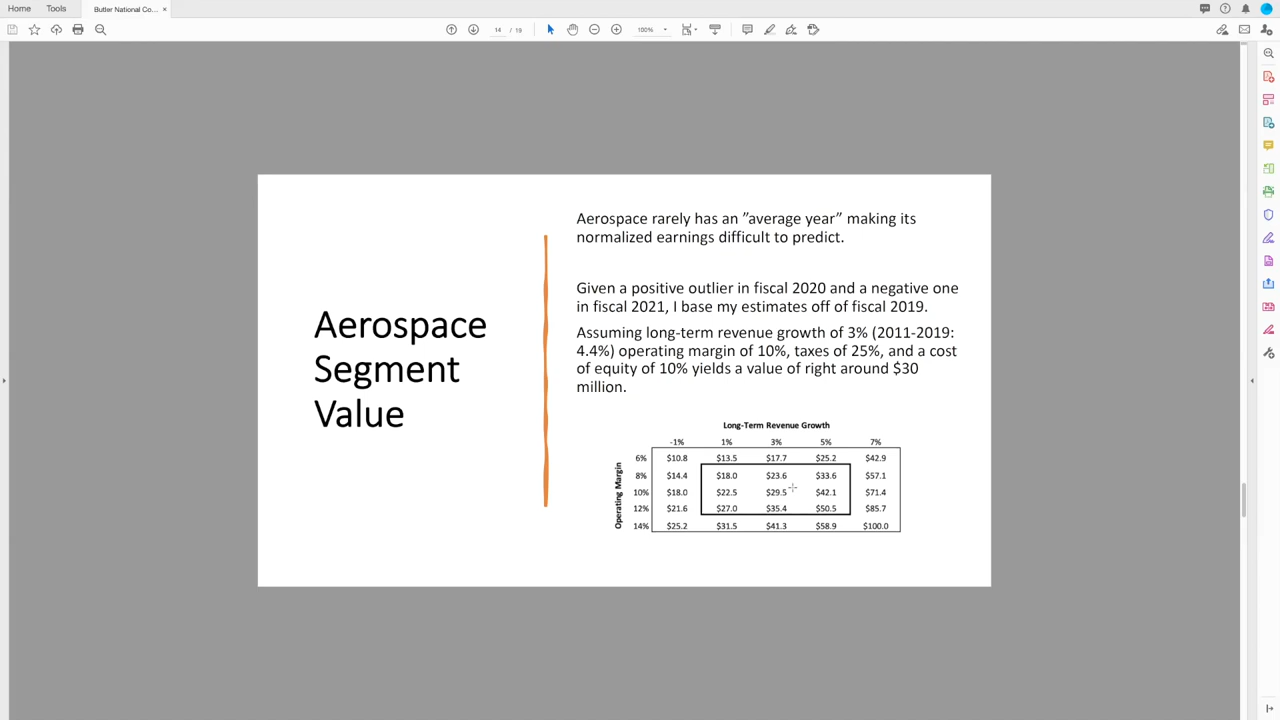 Home
Tools
Butler National Co...
14 / 19
100%
Aerospace
Segment
Value
Aerospace rarely has an ”average year” making its
normalized earnings difficult to predict.
Given a positive outlier in fiscal 2020 and a negative one
in fiscal 2021, I base my estimates off of fiscal 2019.
Assuming long-term revenue growth of 3% (2011-2019:
4.4%) operating margin of 10%, taxes of 25%, and a cost
of equity of 10% yields a value of right around $30
million.
Long-Term Revenue Growth
-1% 1% 3% 5% 7%
Operating Margin
6% $10.8 $13.5 $17.7 $25.2 $42.9
8% $14.4 $18.0 $23.6 $33.6 $57.1
10% $18.0 $22.5 $29.5 $42.1 $71.4
12% $21.6 $27.0 $35.4 $50.5 $85.7
14% $25.2 $31.5 $41.3 $58.9 $100.0